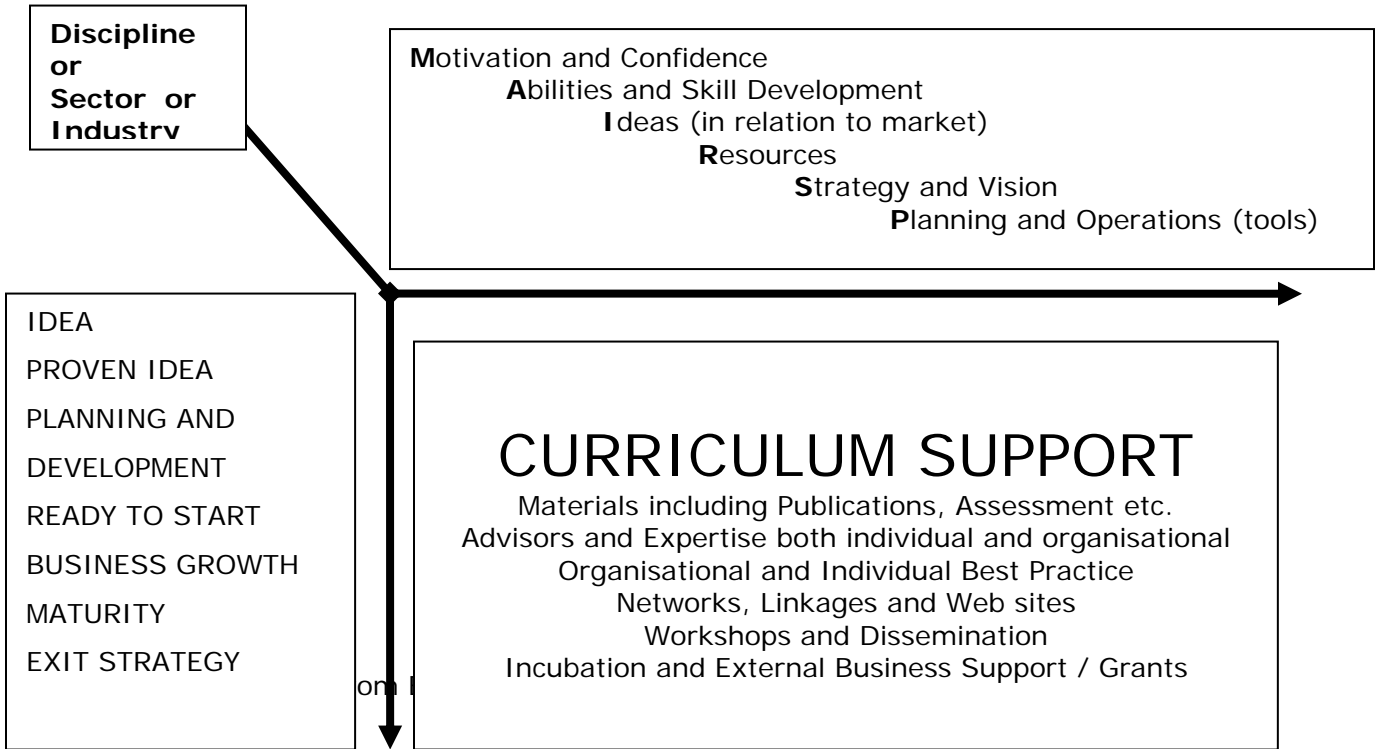 Discipline
or
Sector or
Industry
Motivation and Confidence
Abilities and Skill Development
Ideas (in relation to market)
Resources
Strategy and Vision
Planning and Operations (tools)
IDEA
PROVEN IDEA
PLANNING AND
DEVELOPMENT
READY TO START
BUSINESS GROWTH
MATURITY
EXIT STRATEGY
CURRICULUM SUPPORT
Materials including Publications, Assessment etc.
Advisors and Expertise both individual and organisational
Organisational and Individual Best Practice
Networks, Linkages and Web sites
Workshops and Dissemination
Incubation and External Business Support / Grants